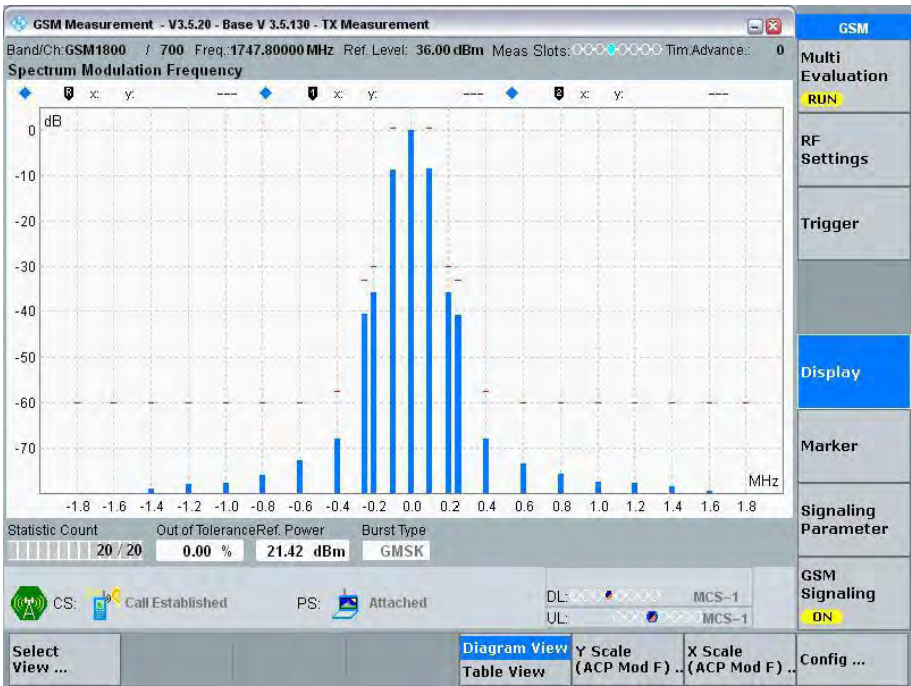 GSM Measurement - V3.5.20 - Base V 3.5.130 - TX Measurement
GSM
Band/Ch:GSM1800 / 700 Freq.:1747.80000 MHz Ref. Level: 36.00 dBm Meas Slots: Tim.Advance.: 0
Spectrum Modulation Frequency
R x: y: --- 1 x: y: --- 2 x: y: ---
dB
0
-10
-20
-30
-40
-50
-60
-70
MHz
-1.8 -1.6 -1.4 -1.2 -1.0 -0.8 -0.6 -0.4 -0.2 0.0 0.2 0.4 0.6 0.8 1.0 1.2 1.4 1.6 1.8
Statistic Count Out of Tolerance Ref. Power Burst Type
20 / 20 0.00 % 21.42 dBm GMSK
CS: Call Established PS: Attached
DL: MCS-1
UL: MCS-1
Multi
Evaluation
RUN
RF
Settings
Trigger
Display
Marker
Signaling
Parameter
GSM
Signaling
ON
Select
View ...
Diagram View
Table View
Y Scale
(ACP Mod F) ..
X Scale
(ACP Mod F) ..
Config ...